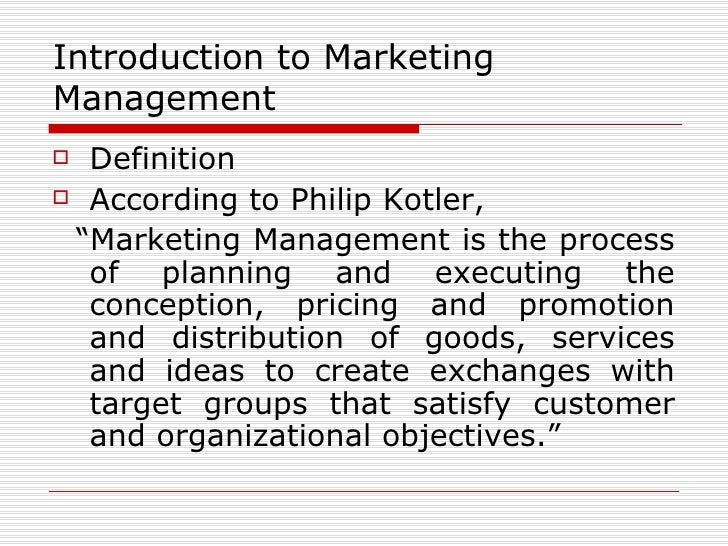 Introduction to Marketing
Management
Definition
According to Philip Kotler,
“Marketing Management is the process
of planning and executing the
conception, pricing and promotion
and distribution of goods, services
and ideas to create exchanges with
target groups that satisfy customer
and organizational objectives.”